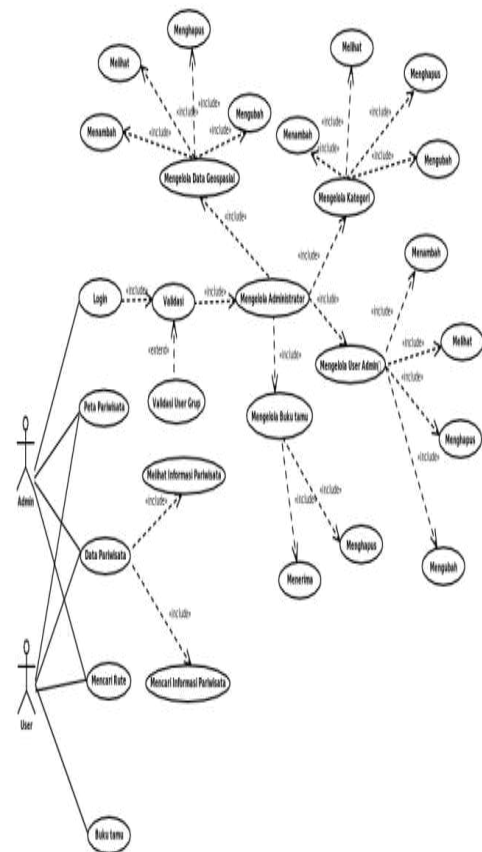 Menghapus
Melihat
Melihat
Menghapus
«include»
«include»
«include»
«include»
Menambah
«include»
«include»
Mengubah
Menambah
«include»
«include»
Mengubah
Mengelola Data Geospasial
Mengelola Kategori
«include»
«include»
Menambah
Login
«include»
Validasi
«include»
Mengelola Administrator
«include»
«include»
Melihat
«extend»
«include»
Mengelola User Admin
«include»
«include»
Peta Pariwisata
Validasi User Grup
Mengelola Buku tamu
Menghapus
Admin
Melihat Informasi Pariwisata
«include»
«include»
«include»
«include»
Data Pariwisata
Menghapus
Mengubah
Menerima
«include»
User
Mencari Rute
Mencari Informasi Pariwisata
Buku tamu